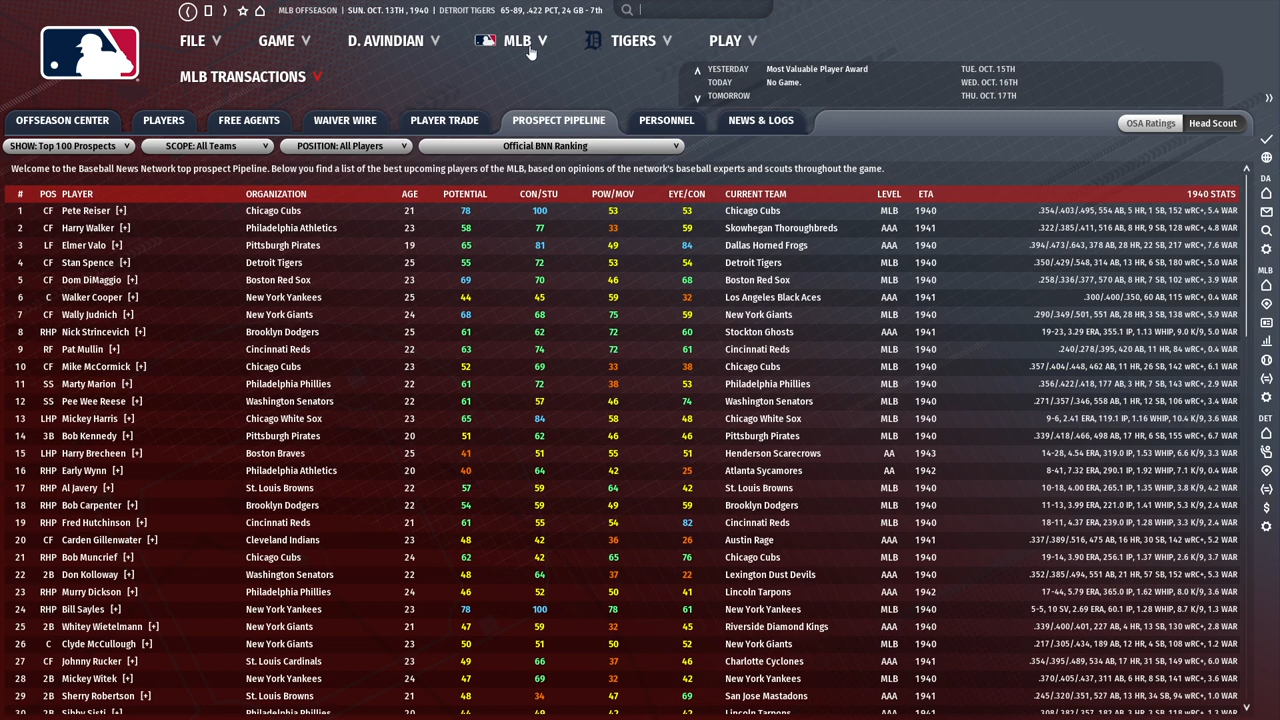 MLB OFFSEASON | SUN. OCT. 13TH , 1940 | DETROIT TIGERS 65-89, .422 PCT, 24 GB - 7th
FILE GAME D. AVINDIAN MLB TIGERS PLAY
MLB TRANSACTIONS
YESTERDAY Most Valuable Player Award TUE. OCT. 15TH
TODAY No Game. WED. OCT. 16TH
TOMORROW THU. OCT. 17TH
OFFSEASON CENTER PLAYERS FREE AGENTS WAIVER WIRE PLAYER TRADE PROSPECT PIPELINE PERSONNEL NEWS & LOGS OSA Ratings Head Scout
SHOW: Top 100 Prospects SCOPE: All Teams POSITION: All Players Official BNN Ranking
Welcome to the Baseball News Network top prospect Pipeline. Below you find a list of the best upcoming players of the MLB, based on opinions of the network's baseball experts and scouts throughout the game.
# POS PLAYER ORGANIZATION AGE POTENTIAL CON/STU POW/MOV EYE/CON CURRENT TEAM LEVEL ETA 1940 STATS
1 CF Pete Reiser [+] Chicago Cubs 21 78 100 53 53 Chicago Cubs MLB 1940 .354/.403/.495, 554 AB, 5 HR, 1 SB, 152 wRC+, 5.4 WAR
2 CF Harry Walker [+] Philadelphia Athletics 23 58 77 33 59 Skowhegan Thoroughbreds AAA 1941 .322/.385/.411, 516 AB, 8 HR, 9 SB, 128 wRC+, 4.8 WAR
3 LF Elmer Valo [+] Pittsburgh Pirates 19 65 81 49 84 Dallas Horned Frogs AAA 1940 .394/.473/.643, 378 AB, 28 HR, 22 SB, 217 wRC+, 7.6 WAR
4 CF Stan Spence [+] Detroit Tigers 25 55 72 53 54 Detroit Tigers MLB 1940 .350/.429/.548, 314 AB, 13 HR, 6 SB, 180 wRC+, 5.0 WAR
5 CF Dom DiMaggio [+] Boston Red Sox 23 69 70 46 68 Boston Red Sox MLB 1940 .258/.336/.377, 570 AB, 8 HR, 5 SB, 102 wRC+, 3.9 WAR
6 C Walker Cooper [+] New York Yankees 25 44 45 59 32 Los Angeles Black Aces AAA 1941 .300/.400/.350, 60 AB, 115 wRC+, 0.4 WAR
7 CF Wally Judnich [+] New York Giants 24 68 68 75 59 New York Giants MLB 1940 .290/.349/.501, 551 AB, 28 HR, 3 SB, 138 wRC+, 5.9 WAR
8 RHP Nick Strincevich [+] Brooklyn Dodgers 25 61 62 72 60 Stockton Ghosts AAA 1941 19-23, 3.29 ERA, 355.1 IP, 1.13 WHIP, 9.0 K/9, 5.0 WAR
9 RF Pat Mullin [+] Cincinnati Reds 22 63 74 72 61 Cincinnati Reds MLB 1940 .240/.278/.395, 420 AB, 11 HR, 84 wRC+, 0.4 WAR
10 CF Mike McCormick [+] Chicago Cubs 23 52 69 33 38 Chicago Cubs MLB 1940 .357/.404/.448, 462 AB, 11 HR, 26 SB, 142 wRC+, 6.1 WAR
11 SS Marty Marion [+] Philadelphia Phillies 22 61 72 38 53 Philadelphia Phillies MLB 1940 .356/.422/.418, 177 AB, 3 HR, 7 SB, 143 wRC+, 2.9 WAR
12 SS Pee Wee Reese [+] Washington Senators 22 61 57 46 74 Washington Senators MLB 1940 .271/.357/.346, 558 AB, 1 HR, 12 SB, 106 wRC+, 3.4 WAR
13 LHP Mickey Harris [+] Chicago White Sox 23 65 84 58 48 Chicago White Sox MLB 1940 9-6, 2.41 ERA, 119.1 IP, 1.16 WHIP, 10.4 K/9, 3.6 WAR
14 3B Bob Kennedy [+] Pittsburgh Pirates 20 51 62 46 46 Pittsburgh Pirates MLB 1940 .339/.418/.466, 498 AB, 17 HR, 6 SB, 155 wRC+, 6.7 WAR
15 LHP Harry Brecheen [+] Boston Braves 25 41 51 55 51 Henderson Scarecrows AA 1943 14-28, 4.54 ERA, 319.0 IP, 1.53 WHIP, 6.6 K/9, 3.3 WAR
16 RHP Early Wynn [+] Philadelphia Athletics 20 40 64 42 25 Atlanta Sycamores AA 1942 8-41, 7.32 ERA, 290.1 IP, 1.92 WHIP, 7.1 K/9, 0.4 WAR
17 RHP Al Javery [+] St. Louis Browns 22 57 59 64 42 St. Louis Browns MLB 1940 10-18, 4.00 ERA, 265.1 IP, 1.35 WHIP, 3.8 K/9, 4.2 WAR
18 RHP Bob Carpenter [+] Brooklyn Dodgers 22 54 59 49 59 Brooklyn Dodgers MLB 1940 11-13, 3.99 ERA, 221.0 IP, 1.41 WHIP, 5.3 K/9, 2.9 WAR
19 RHP Fred Hutchinson [+] Cincinnati Reds 21 61 55 54 82 Cincinnati Reds MLB 1940 18-11, 4.37 ERA, 239.0 IP, 1.28 WHIP, 3.3 K/9, 2.4 WAR
20 CF Carden Gillenwater [+] Cleveland Indians 23 48 42 36 26 Austin Rage AAA 1940 .337/.389/.516, 475 AB, 16 HR, 30 SB, 142 wRC+, 5.2 WAR
21 RHP Bob Muncrief [+] Chicago Cubs 24 62 42 65 76 Chicago Cubs MLB 1940 19-14, 3.90 ERA, 256.1 IP, 1.37 WHIP, 2.6 K/9, 3.7 WAR
22 2B Don Kolloway [+] Washington Senators 22 48 64 37 22 Lexington Dust Devils AAA 1940 .352/.385/.494, 551 AB, 21 HR, 57 SB, 152 wRC+, 5.3 WAR
23 RHP Murry Dickson [+] Philadelphia Phillies 24 46 52 50 41 Lincoln Tarpons AAA 1942 17-44, 5.79 ERA, 365.0 IP, 1.62 WHIP, 8.0 K/9, 3.6 WAR
24 RHP Bill Sayles [+] New York Yankees 23 78 100 78 61 New York Yankees MLB 1940 5-5, 10 SV, 2.69 ERA, 60.1 IP, 1.28 WHIP, 8.7 K/9, 1.3 WAR
25 2B Whitey Wietelmann [+] New York Giants 21 47 59 32 45 Riverside Diamond Kings AAA 1940 .339/.400/.401, 227 AB, 4 HR, 13 SB, 130 wRC+, 2.8 WAR
26 C Clyde McCullough [+] New York Giants 23 50 51 50 52 New York Giants MLB 1940 .217/.305/.434, 189 AB, 12 HR, 4 SB, 108 wRC+, 1.9 WAR
27 CF Johnny Rucker [+] St. Louis Cardinals 23 49 66 37 46 Charlotte Cyclones AAA 1941 .354/.395/.489, 534 AB, 17 HR, 31 SB, 149 wRC+, 6.0 WAR
28 2B Mickey Witek [+] New York Yankees 24 47 69 32 42 New York Yankees MLB 1940 .370/.405/.437, 311 AB, 6 HR, 8 SB, 141 wRC+, 3.6 WAR
29 2B Sherry Robertson [+] St. Louis Browns 21 48 34 47 69 San Jose Mastadons AAA 1941 .245/.320/.351, 527 AB, 13 HR, 34 SB, 94 wRC+, 1.0 WAR
30 2B Sibby Sisti [+] Philadelphia Phillies 20 44 49 42 42 Lincoln Tarpons AAA 1941 .308/.382/.357, 182 AB, 3 HR, 3 SB, 118 wRC+, 1.3 WAR
DA
MLB
DET